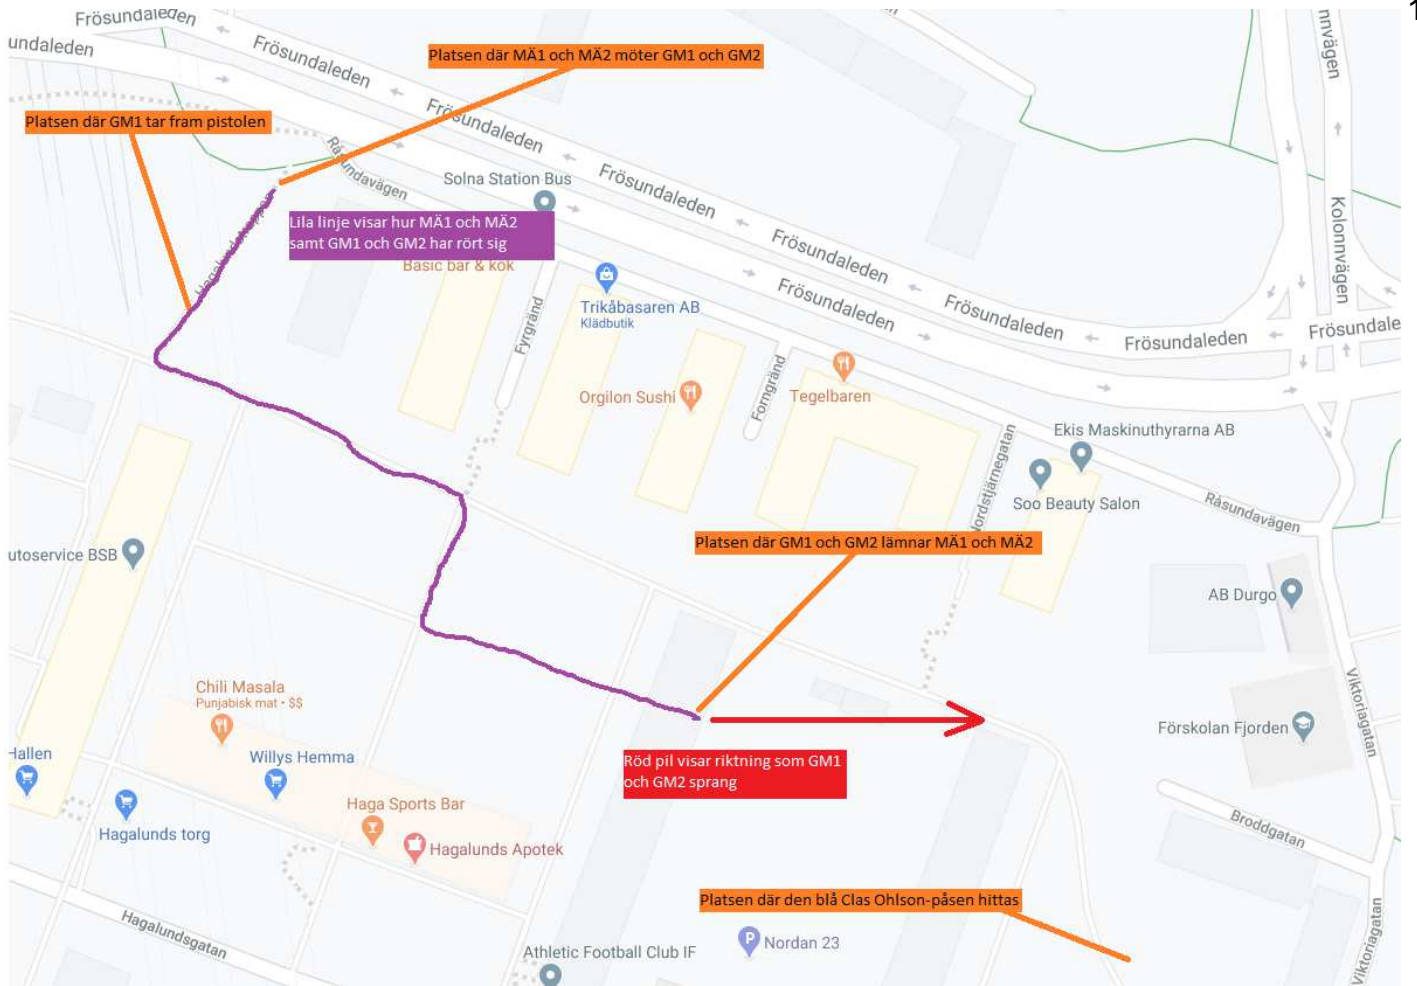 1
Frösundaleden
undaleden
Frösundaleden
Platsen där MÄ1 och MÄ2 möter GM1 och GM2
nnvägen
Platsen där GM1 tar fram pistolen
Frösundaleden
Frösundaleden
Råsundavägen
Solna Station Bus
Frösundaleden
Kolonnvägen
Hagalundstrappan
Lila linje visar hur MÄ1 och MÄ2
samt GM1 och GM2 har rört sig
Frösundaleden
Basic bar & kök
Trikåbasaren AB
Klädbutik
Frösundaleden
Frösundaleden
Frösundaleden
Frösundale
Fyrgränd
Orgilon Sushi
Forngränd
Tegelbaren
Ekis Maskinuthyrarna AB
Nordstjärnegatan
Soo Beauty Salon
Råsundavägen
Platsen där GM1 och GM2 lämnar MÄ1 och MÄ2
utoservice BSB
AB Durgo
Chili Masala
Punjabisk mat • $$
Viktoriagatan
Förskolan Fjorden
Hallen
Willys Hemma
Röd pil visar riktning som GM1
och GM2 sprang
Haga Sports Bar
Hagalunds torg
Hagalunds Apotek
Broddgatan
Platsen där den blå Clas Ohlson-påsen hittas
Hagalundsgatan
Nordan 23
Athletic Football Club IF
Viktoriagatan